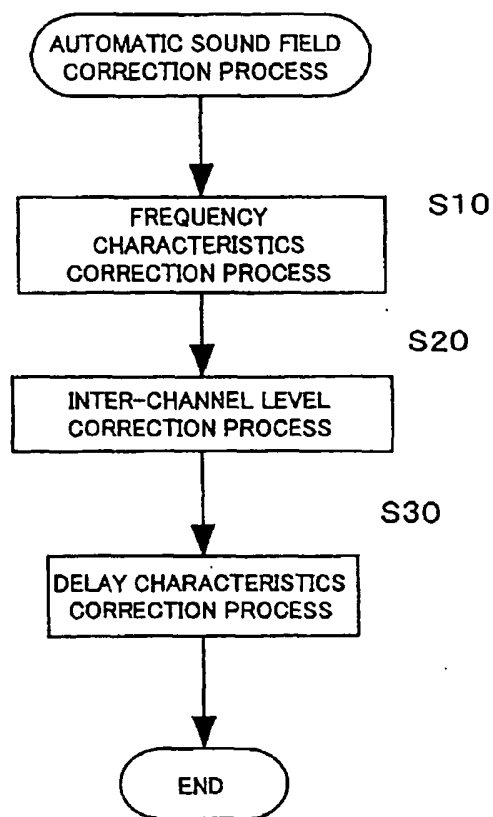 AUTOMATIC SOUND FIELD
CORRECTION PROCESS
S10
FREQUENCY
CHARACTERISTICS
CORRECTION PROCESS
S20
INTER-CHANNEL LEVEL
CORRECTION PROCESS
S30
DELAY CHARACTERISTICS
CORRECTION PROCESS
END